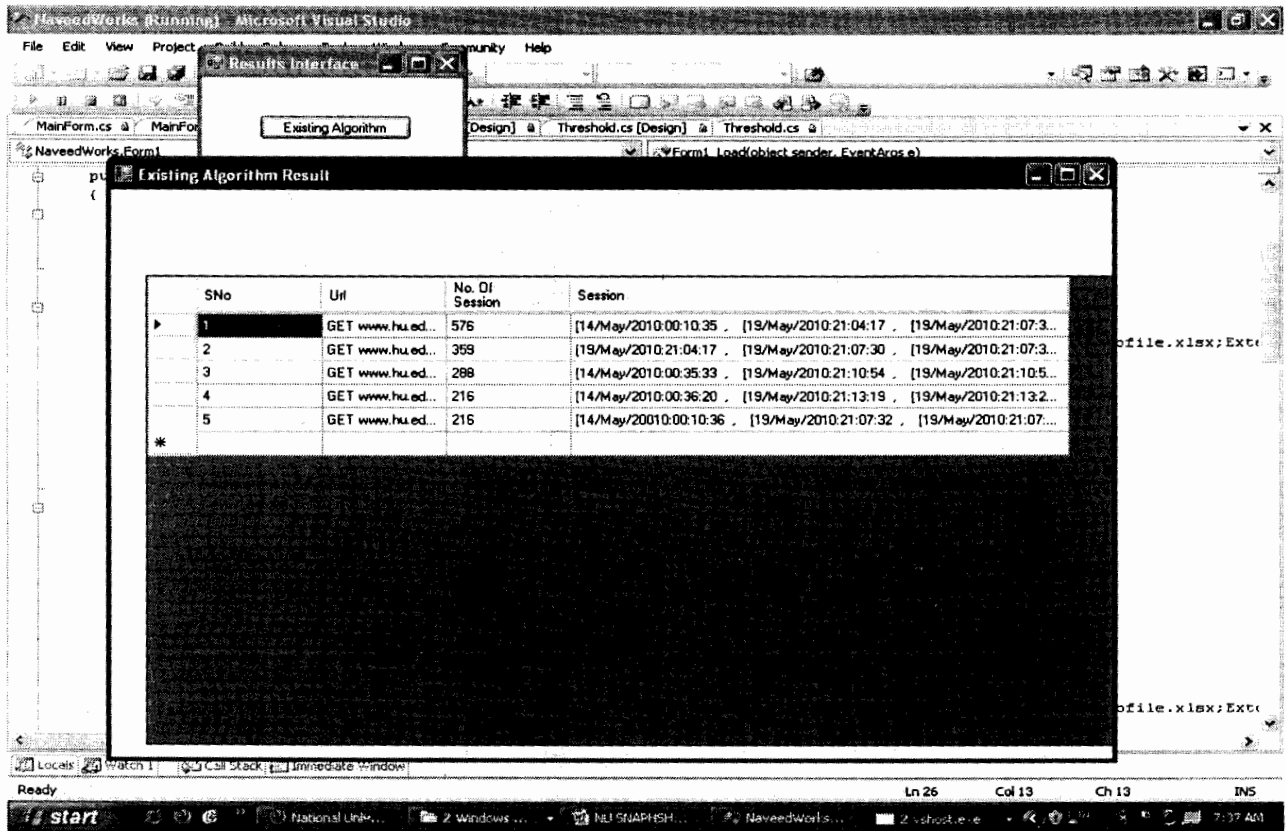 NaveedWorks (Running) - Microsoft Visual Studio
File Edit View Project Community Help
Results Interface
Existing Algorithm
MainForm.cs MainFor [Design] Threshold.cs [Design] Threshold.cs
NaveedWorks.Form1 Form1_Load(object sender, EventArgs e)
pu
{
Existing Algorithm Result
SNo Url No. Of Session Session
1 GET www.hu.ed... 576 [14/May/2010:00:10:35 , [19/May/2010:21:04:17 , [19/May/2010:21:07:3...
2 GET www.hu.ed... 359 [19/May/2010:21:04:17 , [19/May/2010:21:07:30 , [19/May/2010:21:07:3...
3 GET www.hu.ed... 288 [14/May/2010:00:35:33 , [19/May/2010:21:10:54 , [19/May/2010:21:10:5...
4 GET www.hu.ed... 216 [14/May/2010:00:36:20 , [19/May/2010:21:13:19 , [19/May/2010:21:13:2...
5 GET www.hu.ed... 216 [14/May/20010:00:10:36 , [19/May/2010:21:07:32 , [19/May/2010:21:07:...
ofile.xlsx;Exte
ofile.xlsx;Exte
Locals Watch 1 Call Stack Immediate Window
Ready Ln 26 Col 13 Ch 13 INS
start National Unive... 2 Windows ... NU SNAPHSH... NaveedWorks... 2 vshost.exe 7:37 AM